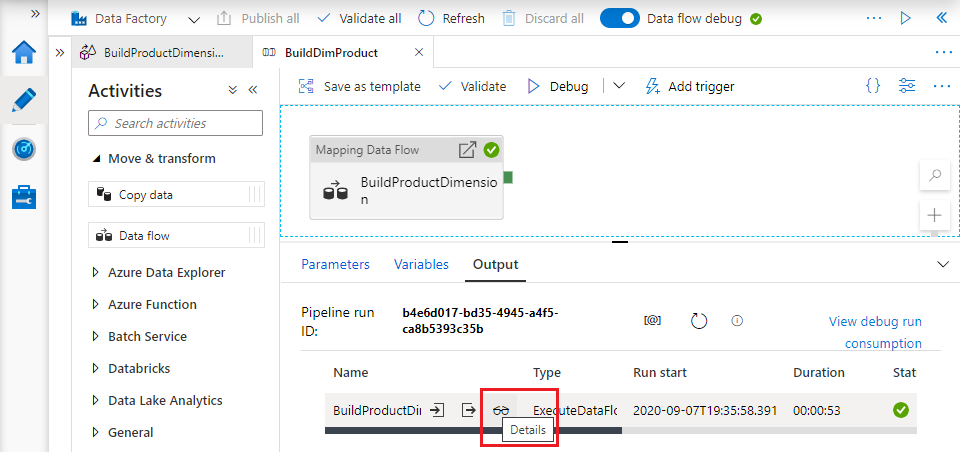 Data Factory
Publish all
Validate all
Refresh
Discard all
Data flow debug
BuildProductDimensi...
BuildDimProduct
Activities
Search activities
Move & transform
Copy data
Data flow
Azure Data Explorer
Azure Function
Batch Service
Databricks
Data Lake Analytics
General
Save as template
Validate
Debug
Add trigger
Mapping Data Flow
BuildProductDimensio
n
Parameters
Variables
Output
Pipeline run
ID:
b4e6d017-bd35-4945-a4f5-
ca8b5393c35b
[@]
View debug run
consumption
Name
Type
Run start
Duration
Stat
BuildProductDi
ExecuteDataFlo
2020-09-07T19:35:58.391
00:00:53
Details